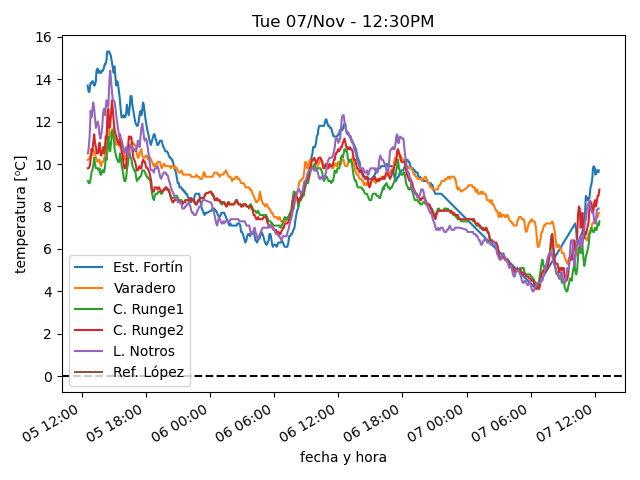 Tue 07/Nov - 12:30PM
temperatura [ºC]
16
14
12
10
8
6
4
2
0
Est. Fortín
Varadero
C. Runge1
C. Runge2
L. Notros
Ref. López
05 12:00
05 18:00
06 00:00
06 06:00
06 12:00
06 18:00
07 00:00
07 06:00
07 12:00
fecha y hora